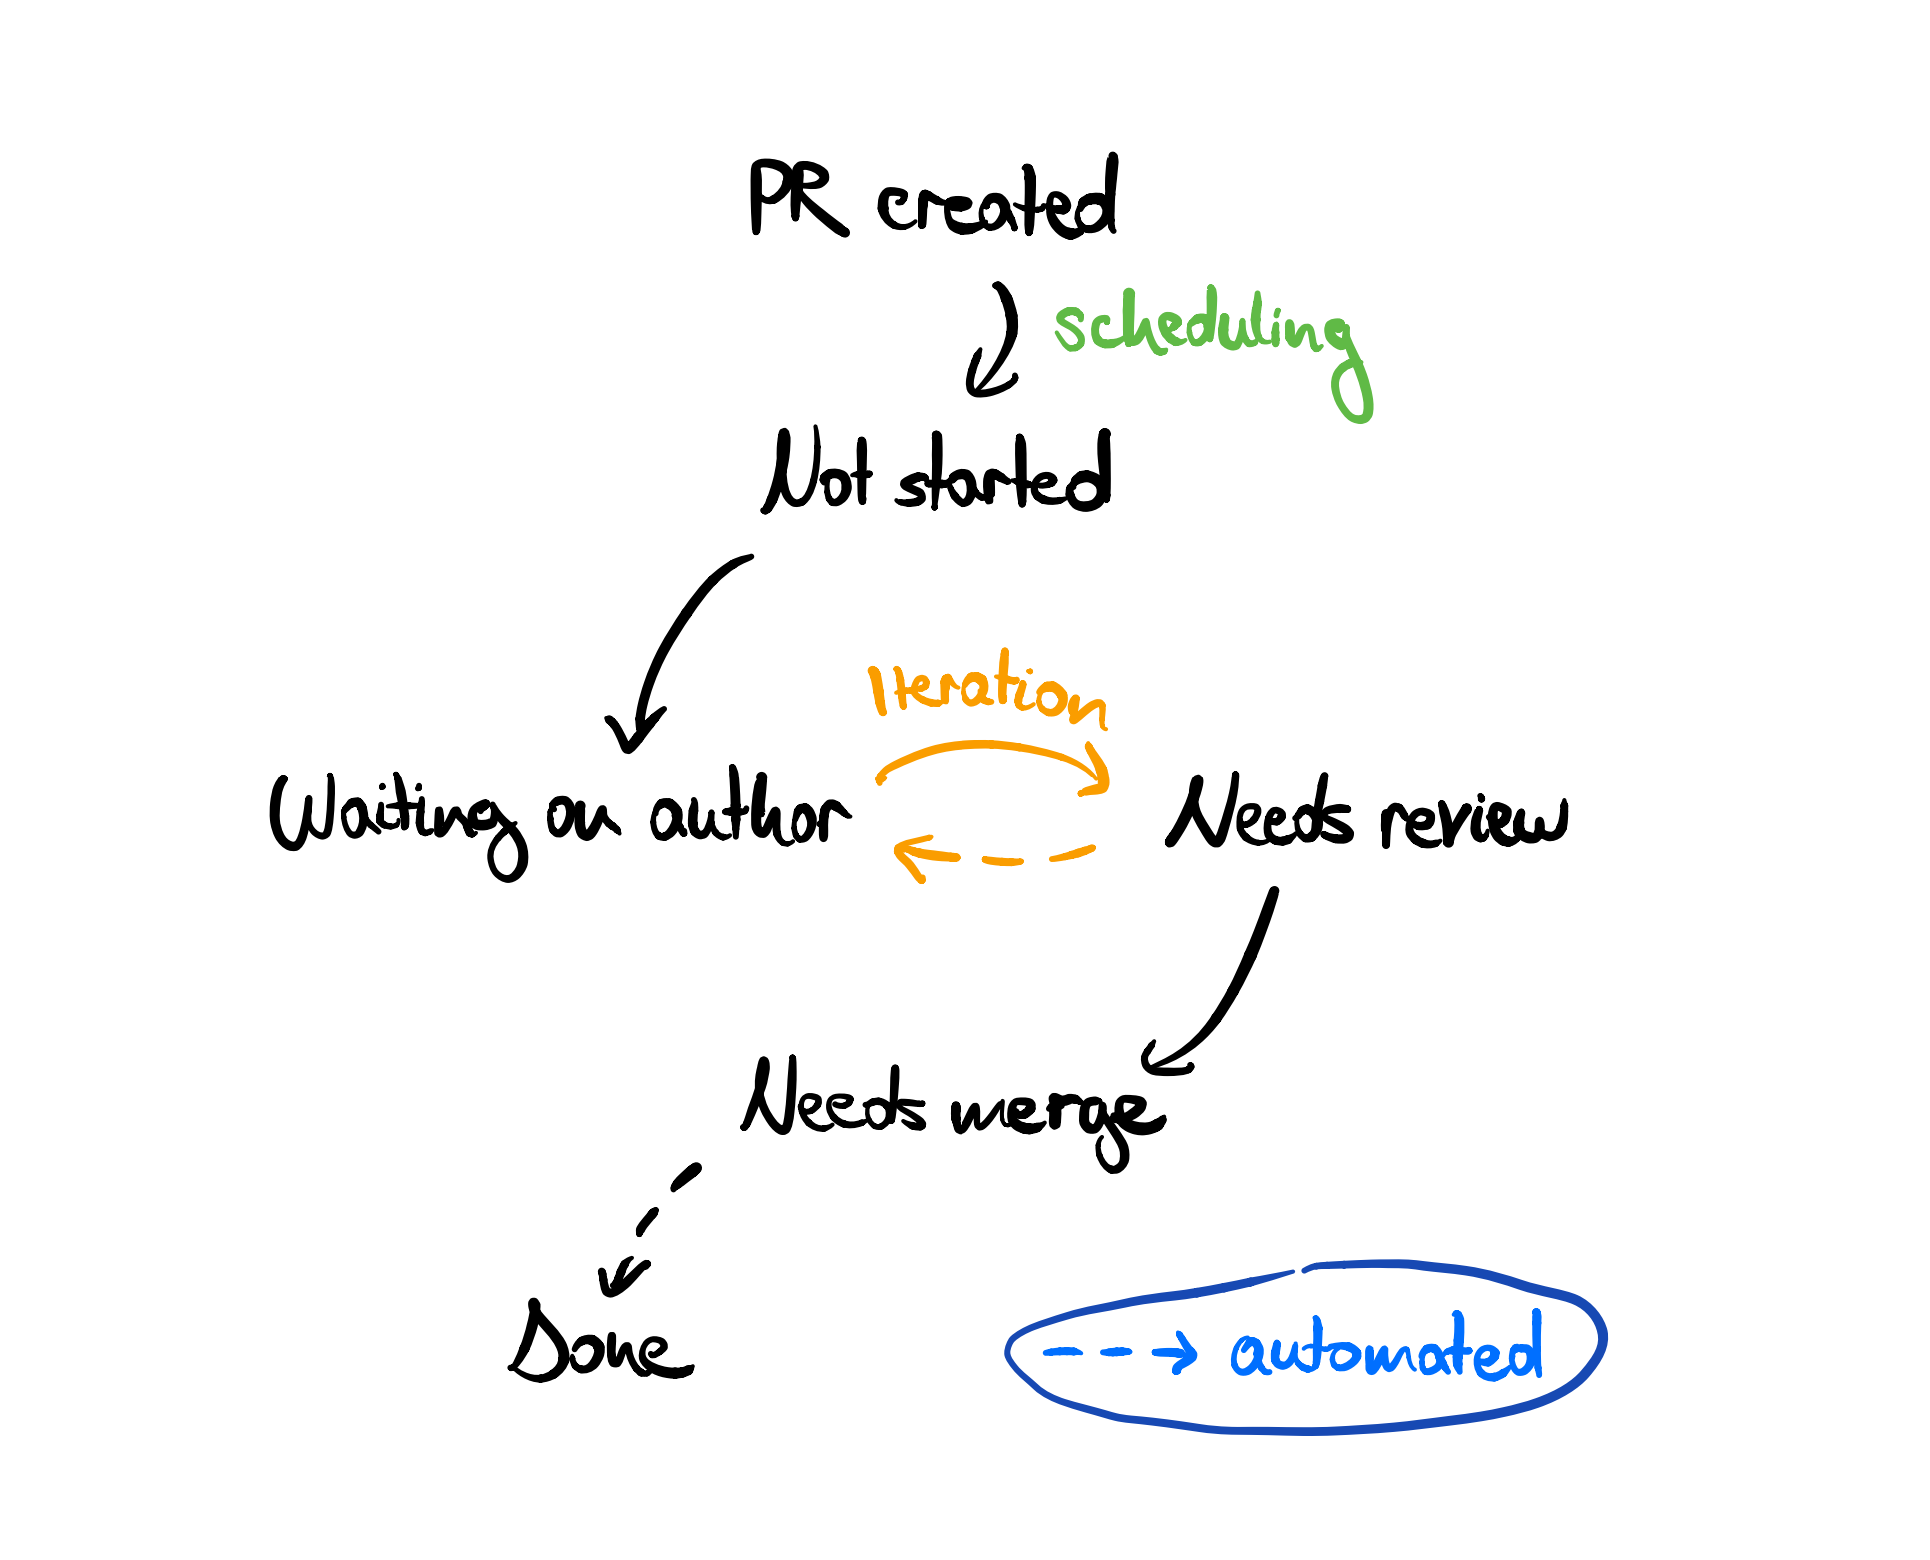 PR created
scheduling
Not started
Iteration
Waiting on author
Needs review
Needs merge
Done
automated